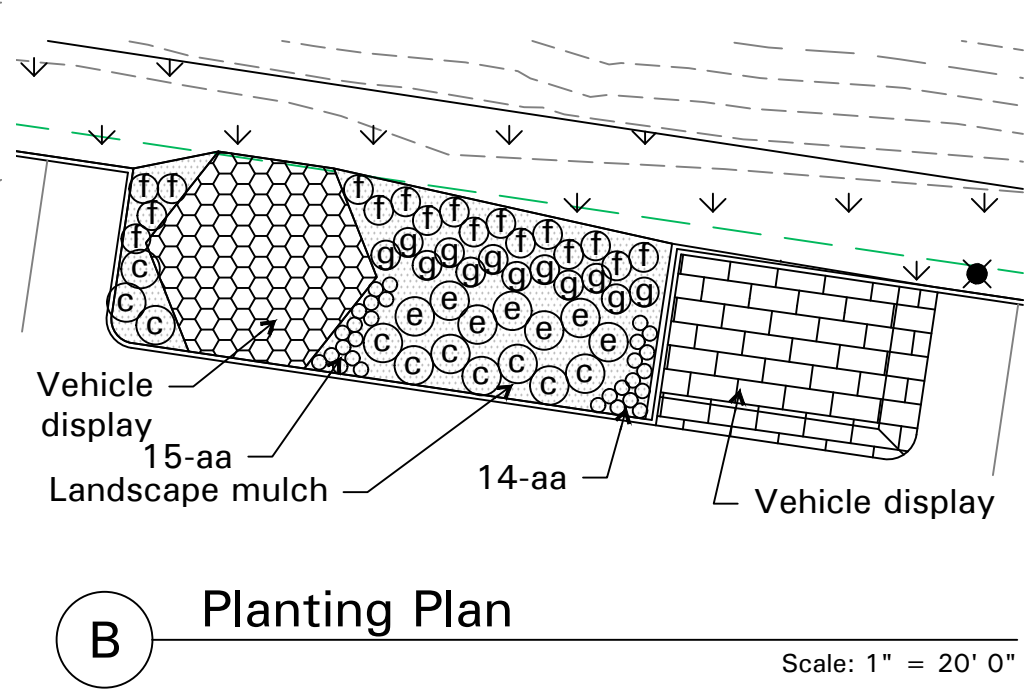 f f
f
f
c
c
c
f f f f f f f f f f f f f
g g g g g g g g g g g
e e e e e e e
c c c c c c c
Vehicle
display
15-aa
Landscape mulch
14-aa
Vehicle display
B
Planting Plan
Scale: 1" = 20' 0"